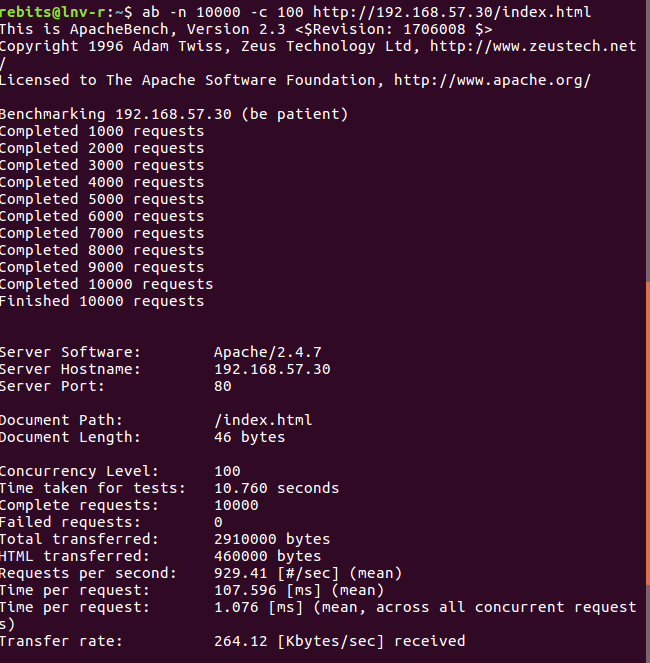 rebits@lnv-r:~$ ab -n 10000 -c 100 http://192.168.57.30/index.html
This is ApacheBench, Version 2.3 <$Revision: 1706008 $>
Copyright 1996 Adam Twiss, Zeus Technology Ltd, http://www.zeustech.net
/
Licensed to The Apache Software Foundation, http://www.apache.org/
Benchmarking 192.168.57.30 (be patient)
Completed 1000 requests
Completed 2000 requests
Completed 3000 requests
Completed 4000 requests
Completed 5000 requests
Completed 6000 requests
Completed 7000 requests
Completed 8000 requests
Completed 9000 requests
Completed 10000 requests
Finished 10000 requests
Server Software:        Apache/2.4.7
Server Hostname:        192.168.57.30
Server Port:            80
Document Path:          /index.html
Document Length:        46 bytes
Concurrency Level:      100
Time taken for tests:   10.760 seconds
Complete requests:      10000
Failed requests:        0
Total transferred:      2910000 bytes
HTML transferred:       460000 bytes
Requests per second:    929.41 [#/sec] (mean)
Time per request:       107.596 [ms] (mean)
Time per request:       1.076 [ms] (mean, across all concurrent request
s)
Transfer rate:          264.12 [Kbytes/sec] received